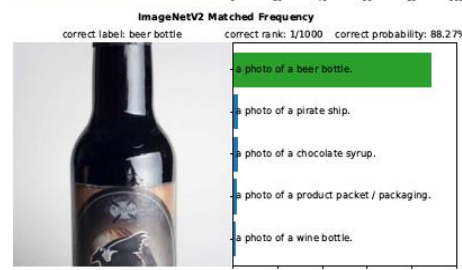 ImageNetV2 Matched Frequency
correct label: beer bottle correct rank: 1/1000 correct probability: 88.27%
a photo of a beer bottle.
a photo of a pirate ship.
a photo of a chocolate syrup.
a photo of a product packet / packaging.
a photo of a wine bottle.